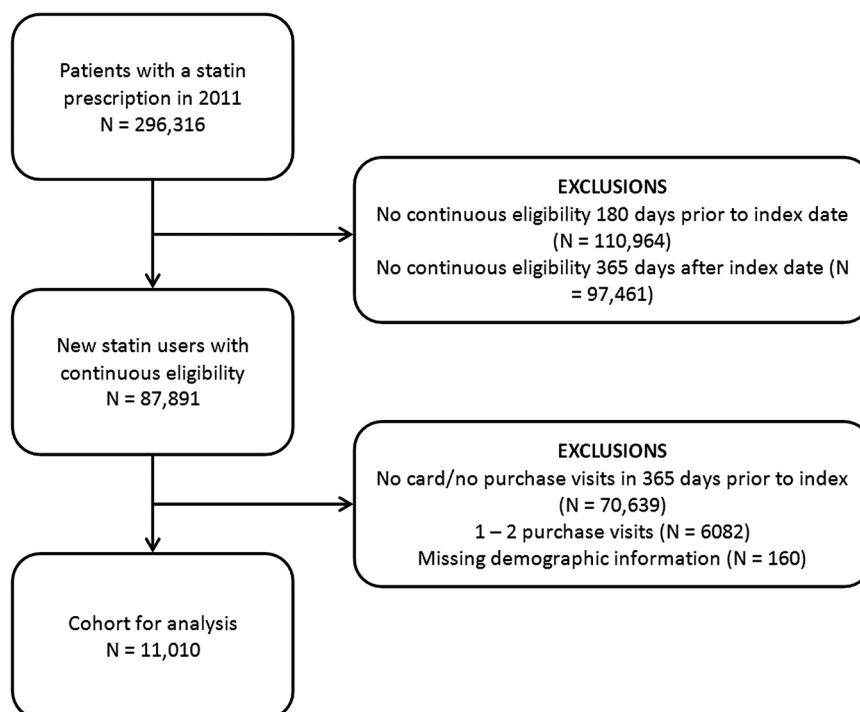 Patients with a statin
prescription in 2011
N = 296,316
EXCLUSIONS
No continuous eligibility 180 days prior to index date
(N = 110,964)
No continuous eligibility 365 days after index date (N
= 97,461)
New statin users with
continuous eligibility
N = 87,891
EXCLUSIONS
No card/no purchase visits in 365 days prior to index
(N = 70,639)
1 – 2 purchase visits (N = 6082)
Missing demographic information (N = 160)
Cohort for analysis
N = 11,010